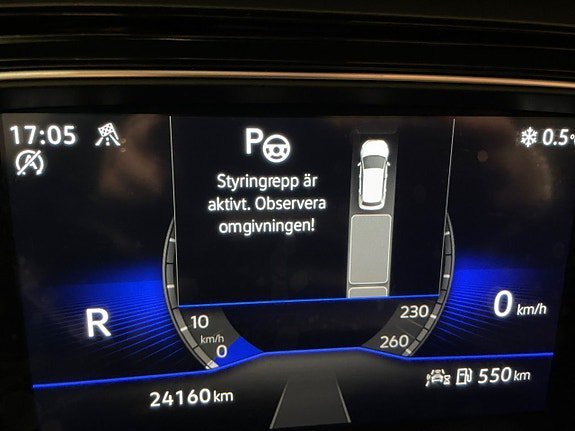 17:05
0.5°
P
Styringrepp är
aktivt. Observera
omgivningen!
R
10
km/h
0
230
260
0 km/h
24160 km
550 km